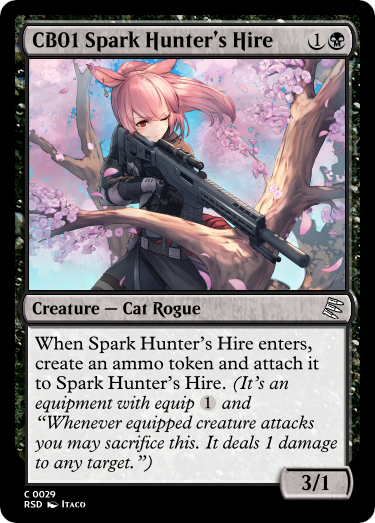 CB01 Spark Hunter's Hire 1
Creature — Cat Rogue
When Spark Hunter's Hire enters,
create an ammo token and attach it
to Spark Hunter's Hire. (It's an
equipment with equip 1 and
"Whenever equipped creature attacks
you may sacrifice this. It deals 1 damage
to any target.")
3/1
C 0029
RSD Itaco